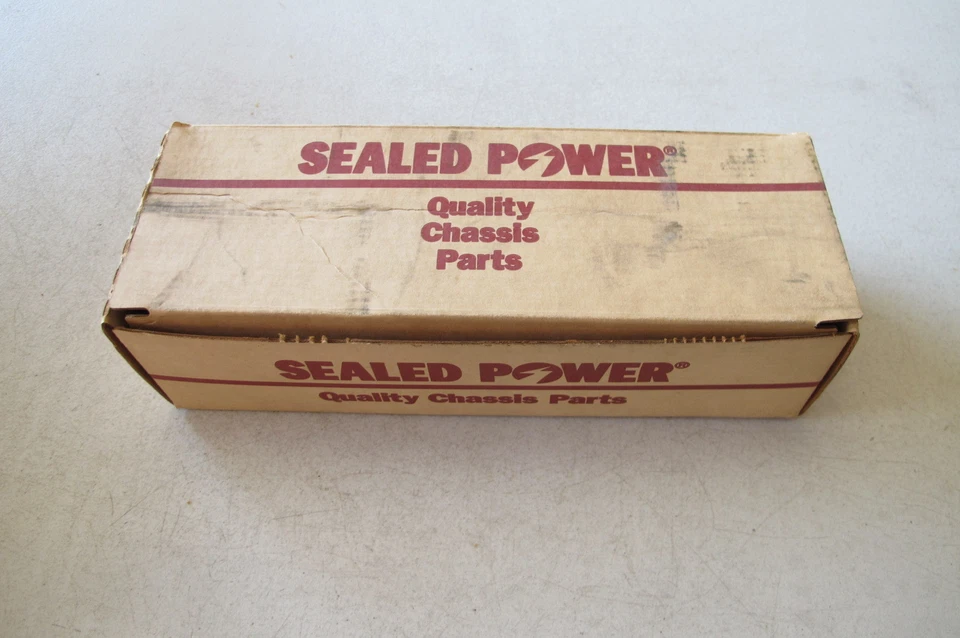 SEALED POWER®
Quality
Chassis
Parts
SEALED POWER®
Quality Chassis Parts